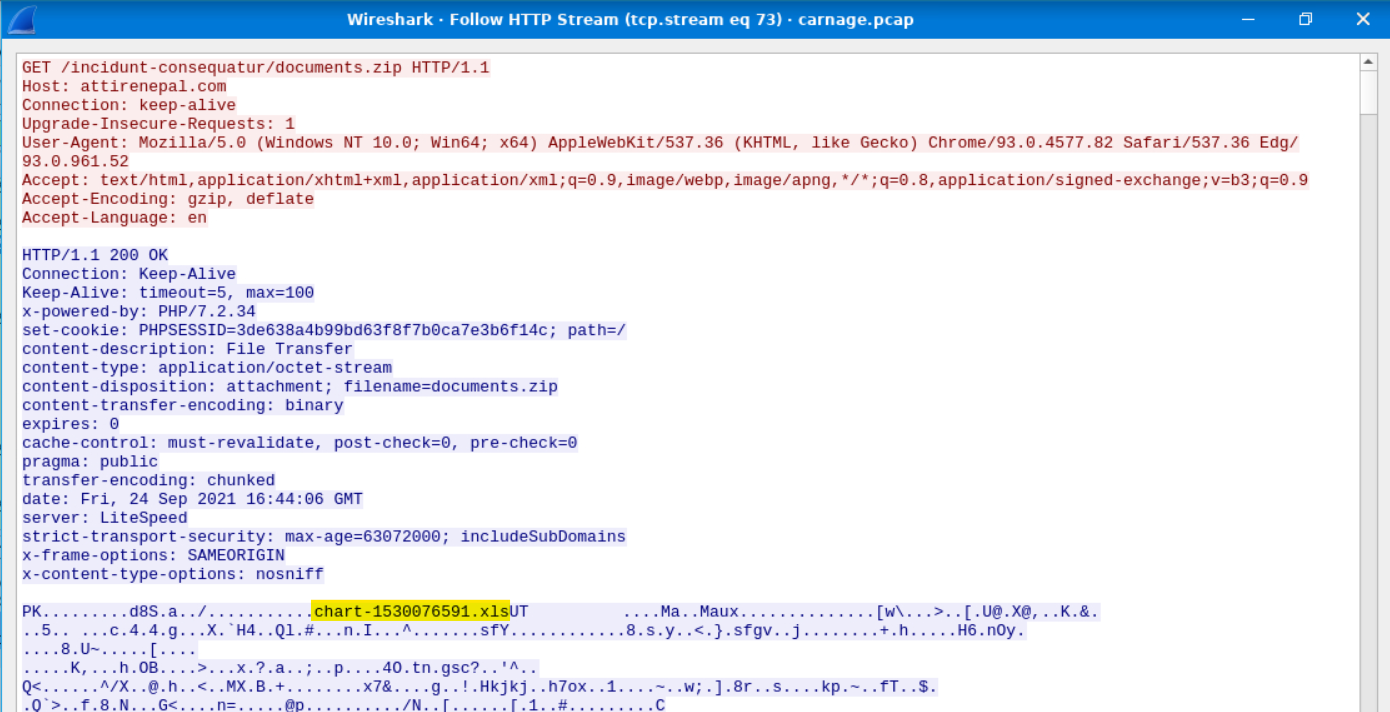 Wireshark · Follow HTTP Stream (tcp.stream eq 73) · carnage.pcap
GET /incidunt-consequatur/documents.zip HTTP/1.1
Host: attirenepal.com
Connection: keep-alive
Upgrade-Insecure-Requests: 1
User-Agent: Mozilla/5.0 (Windows NT 10.0; Win64; x64) AppleWebKit/537.36 (KHTML, like Gecko) Chrome/93.0.4577.82 Safari/537.36 Edg/
93.0.961.52
Accept: text/html,application/xhtml+xml,application/xml;q=0.9,image/webp,image/apng,*/*;q=0.8,application/signed-exchange;v=b3;q=0.9
Accept-Encoding: gzip, deflate
Accept-Language: en
HTTP/1.1 200 OK
Connection: Keep-Alive
Keep-Alive: timeout=5, max=100
x-powered-by: PHP/7.2.34
set-cookie: PHPSESSID=3de638a4b99bd63f8f7b0ca7e3b6f14c; path=/
content-description: File Transfer
content-type: application/octet-stream
content-disposition: attachment; filename=documents.zip
content-transfer-encoding: binary
expires: 0
cache-control: must-revalidate, post-check=0, pre-check=0
pragma: public
transfer-encoding: chunked
date: Fri, 24 Sep 2021 16:44:06 GMT
server: LiteSpeed
strict-transport-security: max-age=63072000; includeSubDomains
x-frame-options: SAMEORIGIN
x-content-type-options: nosniff
PK.........d8S.a../...........chart-1530076591.xlsUT          ....Ma..Maux..............[w\...>..[.U@.X@,..K.&.
..5.. ...c.4.4.g...X.`H4..Ql.#...n.I...^.......sfY............8.s.y..<.}.sfgv..j........+.h.....H6.nOy.
....8.U~.....[....
.....K,...h.OB....>...x.?.a..;..p....4O.tn.gsc?..'^..
Q<......^/X..@.h..<..MX.B.+........x7&....g..!.Hkjkj..h7ox..1....~..w;.].8r..s....kp.~..fT..$.
.Q`>..f.8.N...G<....n=.....@p........../N..[......[.1..#.........C